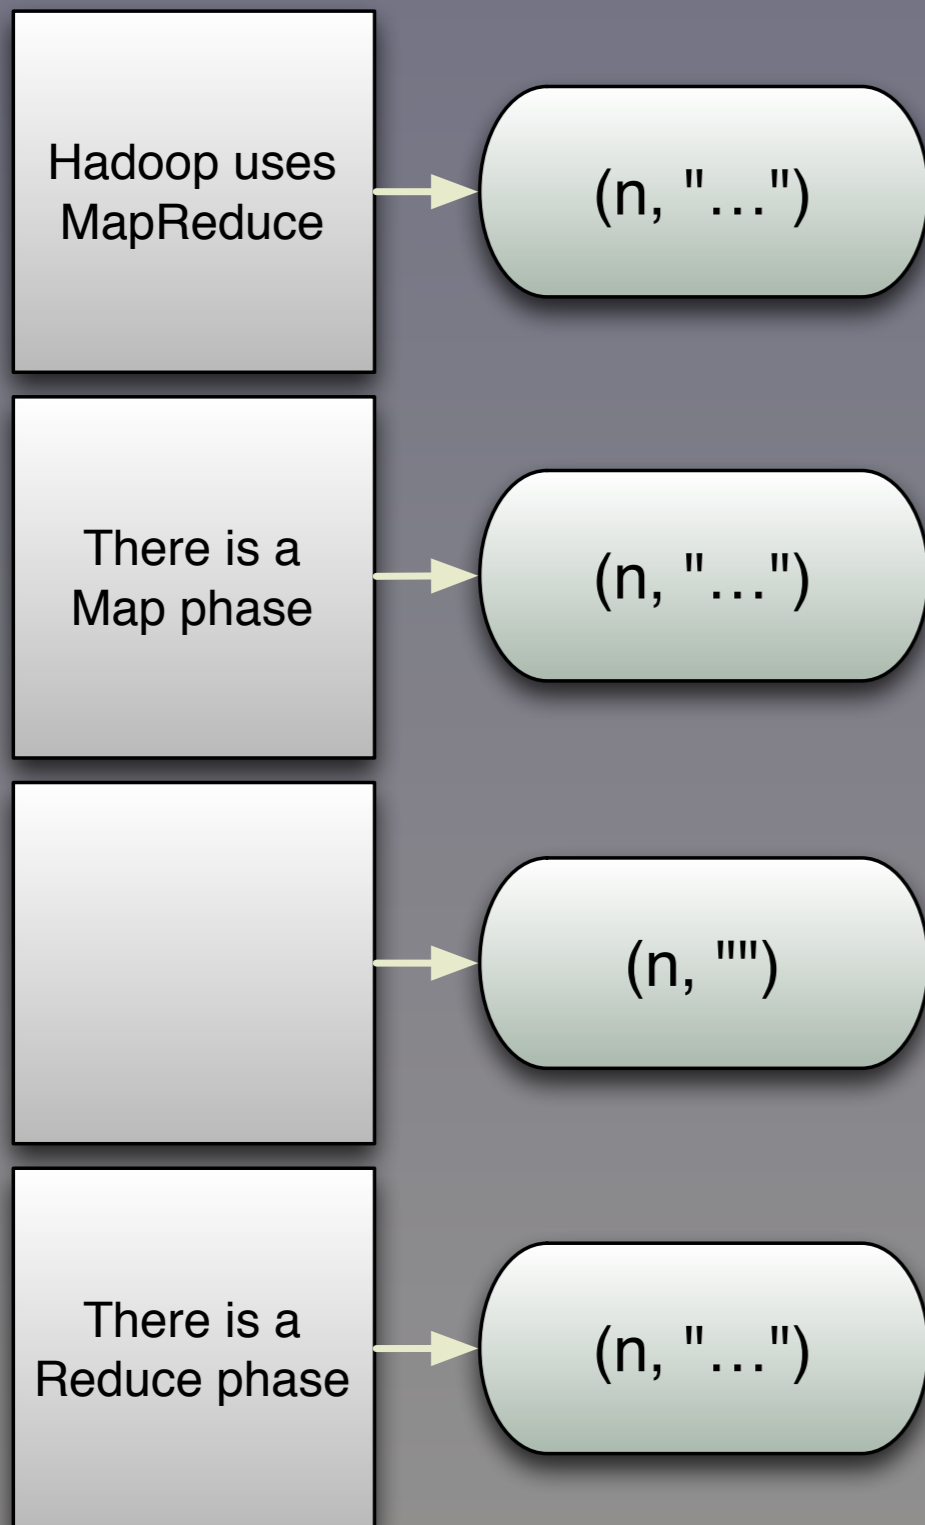 Hadoop uses
MapReduce
(n, "…")
There is a
Map phase
(n, "…")
(n, "")
There is a
Reduce phase
(n, "…")